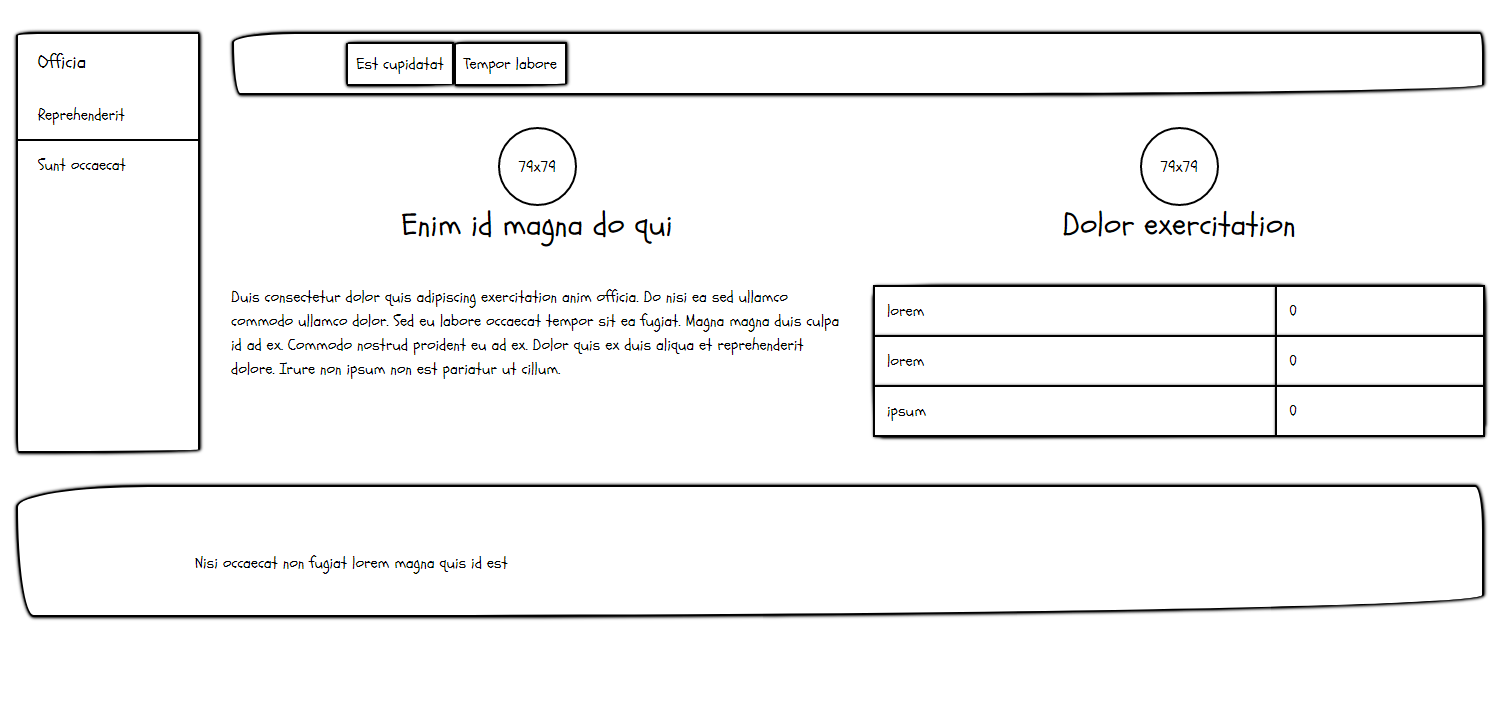 Officia
Reprehenderit
Sunt occaecat
Est cupidatat
Tempor labore
79x79
Enim id magna do qui
Duis consectetur dolor quis adipiscing exercitation anim officia. Do nisi ea sed ullamco
commodo ullamco dolor. Sed eu labore occaecat tempor sit ea fugiat. Magna magna duis culpa
id ad ex. Commodo nostrud proident eu ad ex. Dolor quis ex duis aliqua et reprehenderit
dolore. Irure non ipsum non est pariatur ut cillum.
79x79
Dolor exercitation
lorem 0
lorem 0
ipsum 0
Nisi occaecat non fugiat lorem magna quis id est